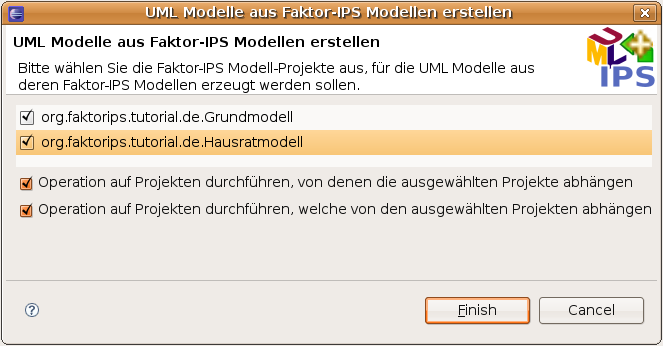 UML Modelle aus Faktor-IPS Modellen erstellen
UML Modelle aus Faktor-IPS Modellen erstellen
Bitte wählen Sie die Faktor-IPS Modell-Projekte aus, für die UML Modelle aus
deren Faktor-IPS Modellen erzeugt werden sollen.
UML
IPS
org.faktorips.tutorial.de.Grundmodell
org.faktorips.tutorial.de.Hausratmodell
Operation auf Projekten durchführen, von denen die ausgewählten Projekte abhängen
Operation auf Projekten durchführen, welche von den ausgewählten Projekten abhängen
?
Finish
Cancel